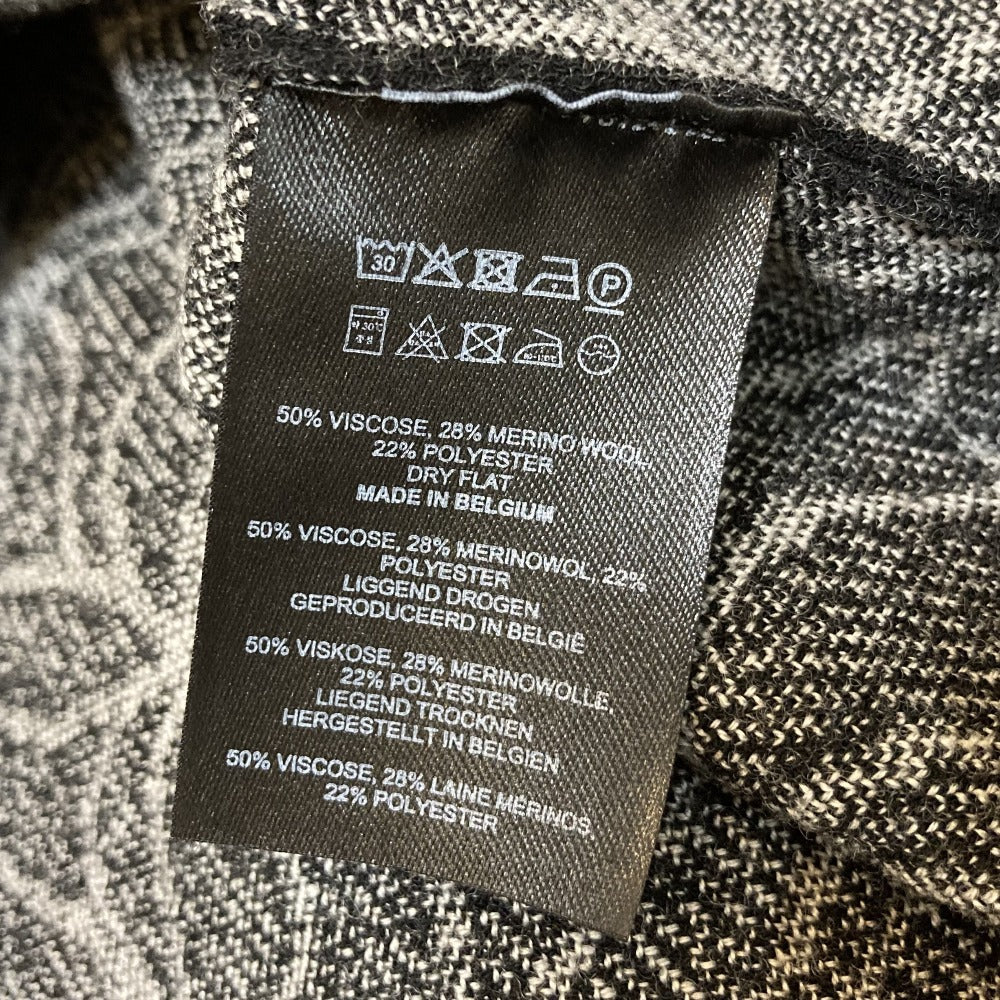 30
P
30°C
50% VISCOSE, 28% MERINO WOOL,
22% POLYESTER
DRY FLAT
MADE IN BELGIUM
50% VISCOSE, 28% MERINOWOL, 22%
POLYESTER
LIGGEND DROGEN
GEPRODUCEERD IN BELGIË
50% VISKOSE, 28% MERINOWOLLE,
22% POLYESTER
LIEGEND TROCKNEN
HERGESTELLT IN BELGIEN
50% VISCOSE, 28% LAINE MERINOS,
22% POLYESTER